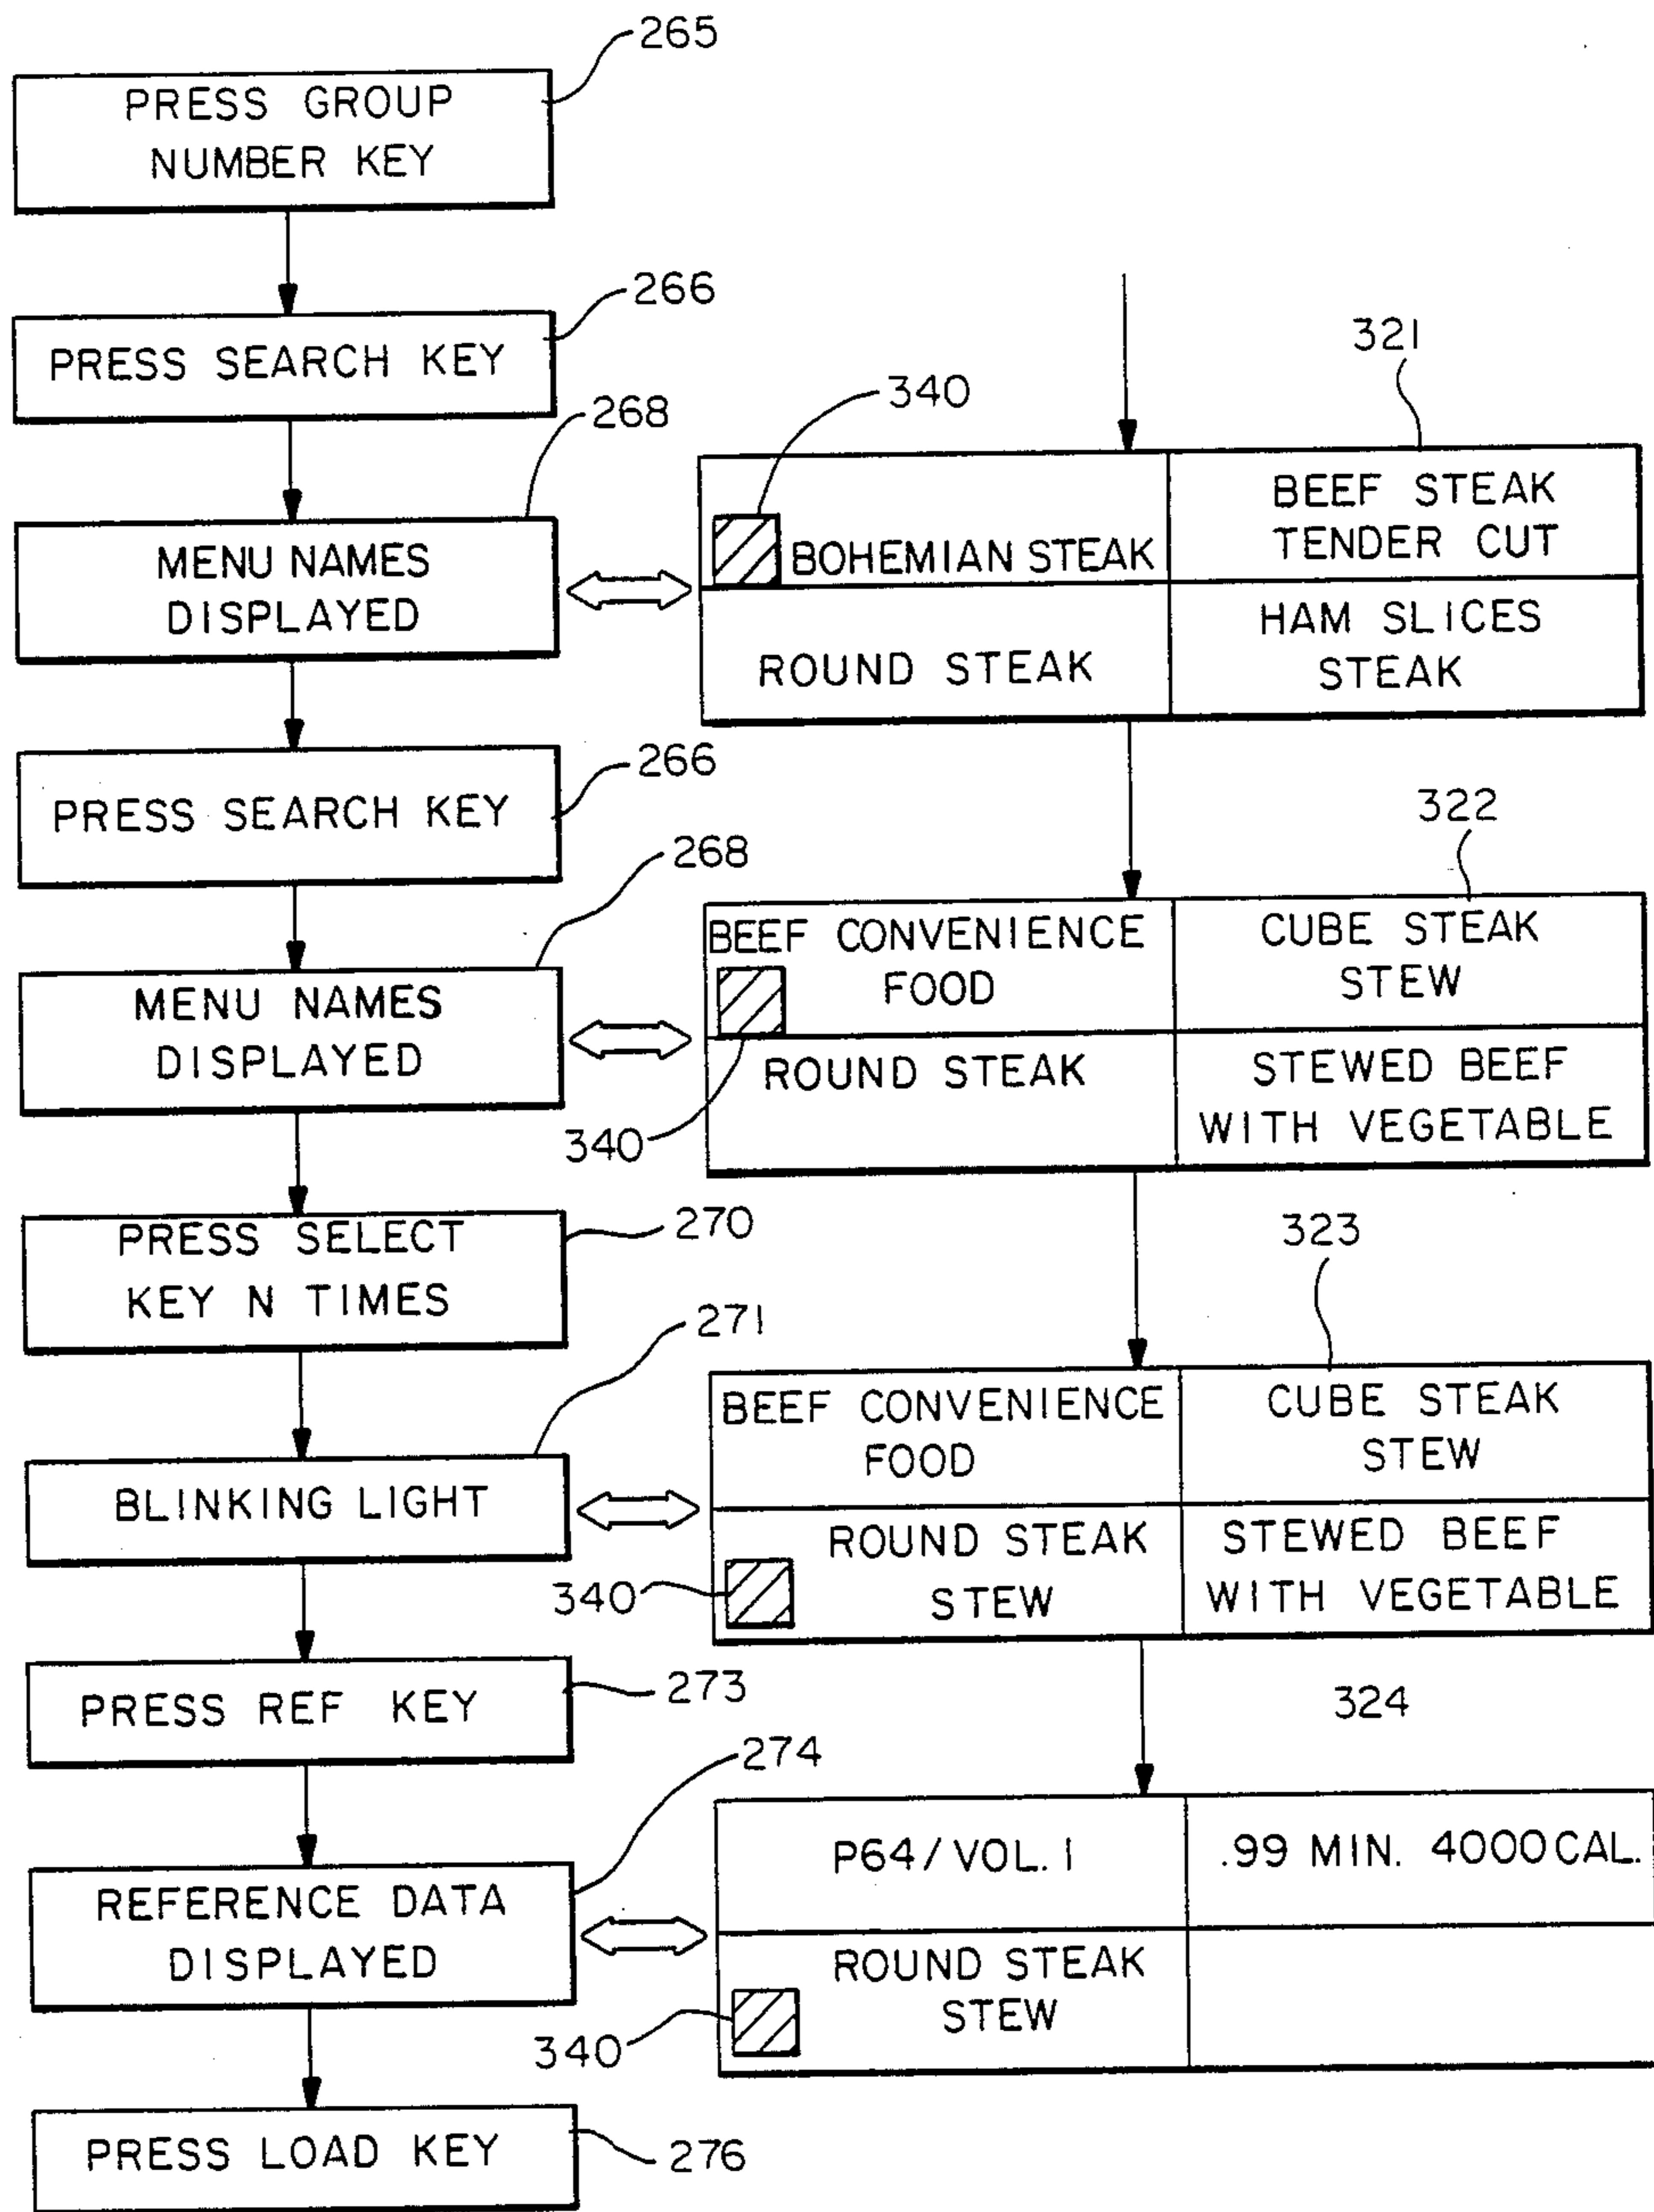 265
PRESS GROUP
NUMBER KEY
266
PRESS SEARCH KEY
268
MENU NAMES
DISPLAYED
266
PRESS SEARCH KEY
268
MENU NAMES
DISPLAYED
270
PRESS SELECT
KEY N TIMES
271
BLINKING LIGHT
273
PRESS REF KEY
274
REFERENCE DATA
DISPLAYED
276
PRESS LOAD KEY
321
340
BOHEMIAN STEAK
BEEF STEAK
TENDER CUT
ROUND STEAK
HAM SLICES
STEAK
322
BEEF CONVENIENCE
FOOD
CUBE STEAK
STEW
340
ROUND STEAK
STEWED BEEF
WITH VEGETABLE
323
BEEF CONVENIENCE
FOOD
CUBE STEAK
STEW
340
ROUND STEAK
STEW
STEWED BEEF
WITH VEGETABLE
324
P64/VOL. I
.99 MIN. 4000 CAL.
340
ROUND STEAK
STEW